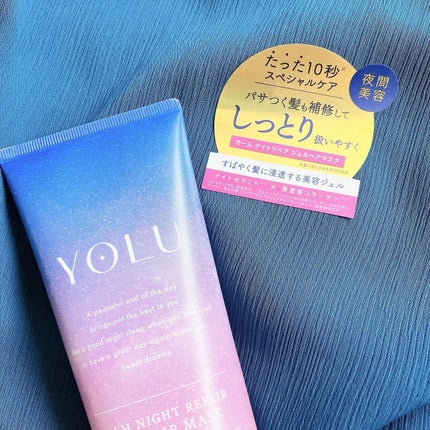 たった10秒
スペシャルケア
夜間
美容
パサつく髪も補修して
しっとり扱いやすく
カーム ナイトリペア ジェルヘアマスク
すばやく髪に浸透する美容ジェル
ナイトセラミド × 浸透型コラーゲン
YOLU
A peaceful end of the day
brings out the best in you.
good night sleep
to have a great day again tomorrow.
Sweet dreams.
NIGHT REPAIR
MASK